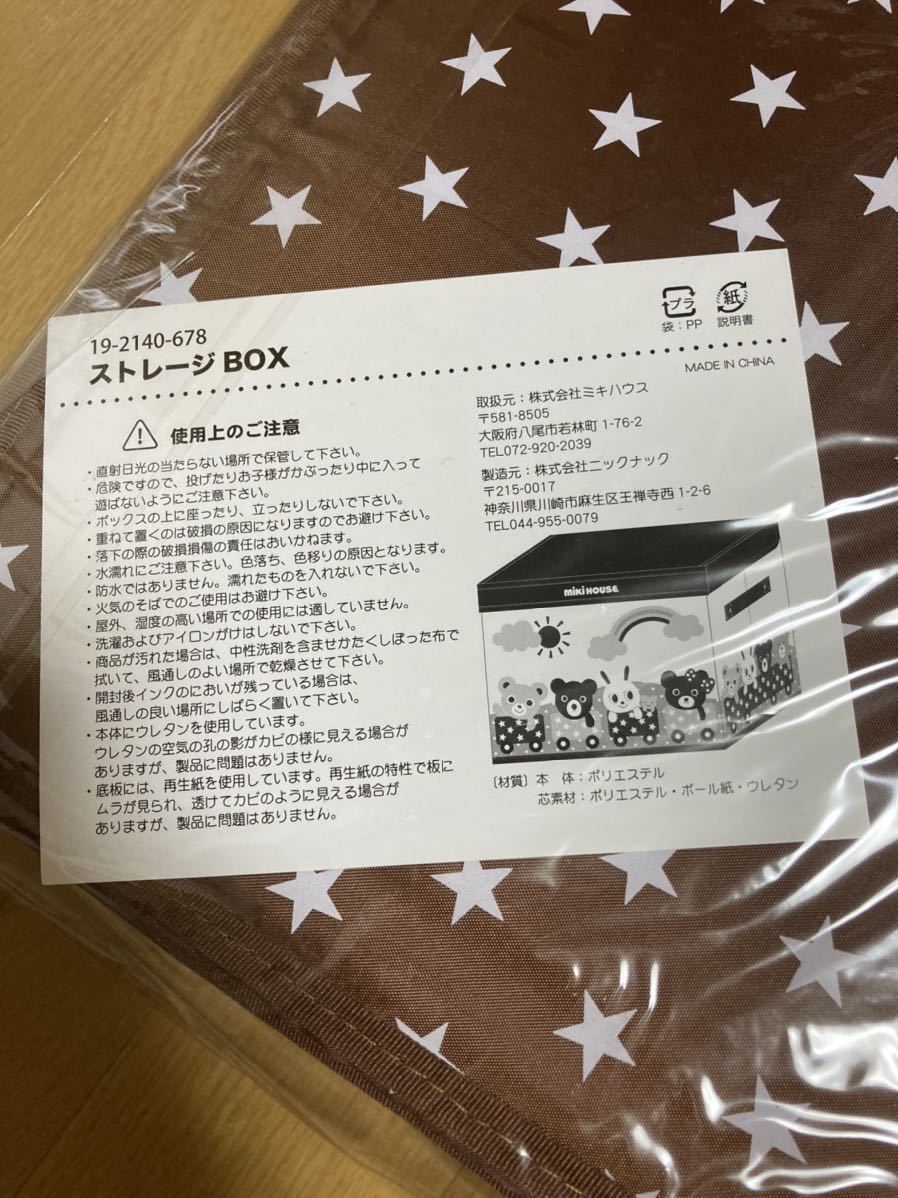 19-2140-678
ストレージ BOX
プラ
袋：PP
紙
説明書
MADE IN CHINA
使用上のご注意
・直射日光の当たらない場所で保管して下さい。
・危険ですので、投げたりお子様がかぶったり中に入って
遊ばないようにご注意下さい。
・ボックスの上に座ったり、立ったりしないで下さい。
・重ねて置くのは破損の原因になりますのでお避け下さい。
・落下の際の破損損傷の責任はおいかねます。
・水濡れにご注意下さい。色落ち、色移りの原因となります。
・防水ではありません。濡れたものを入れないで下さい。
・火気のそばでのご使用はお避け下さい。
・屋外、湿度の高い場所での使用には適していません。
・洗濯およびアイロンがけはしないで下さい。
・商品が汚れた場合は、中性洗剤を含ませかたくしぼった布で
拭いて、風通しのよい場所で乾燥させて下さい。
・開封後インクのにおいが残っている場合は、
風通しの良い場所にしばらく置いて下さい。
・本体にウレタンを使用しています。
ウレタンの空気の孔の影がカビの様に見える場合が
ありますが、製品に問題はありません。
・底板には、再生紙を使用しています。再生紙の特性で板に
ムラが見られ、透けてカビのように見える場合が
ありますが、製品に問題はありません。
取扱元：株式会社ミキハウス
〒581-8505
大阪府八尾市若林町 1-76-2
TEL072-920-2039
製造元：株式会社ニックナック
〒215-0017
神奈川県川崎市麻生区王禅寺西 1-2-6
TEL044-955-0079
miKi HOUSE
〔材質〕本　体：ポリエステル
芯素材：ポリエステル・ボール紙・ウレタン